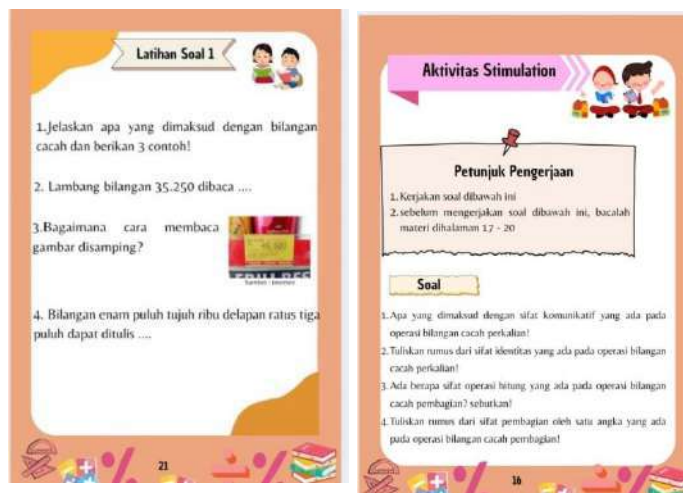 Latihan Soal 1
1.Jelaskan apa yang dimaksud dengan bilangan
cacah dan berikan 3 contoh!
2. Lambang bilangan 35.250 dibaca ....
3.Bagaimana cara membaca
gambar disamping?
4. Bilangan enam puluh tujuh ribu delapan ratus tiga
puluh dapat ditulis ....
21
Aktivitas Stimulation
Petunjuk Pengerjaan
1. Kerjakan soal dibawah ini
2. sebelum mengerjakan soal dibawah ini, bacalah
materi dihalaman 17 - 20
Soal
1. Apa yang dimaksud dengan sifat komunikatif yang ada pada
operasi bilangan cacah perkalian!
2. Tuliskan rumus dari sifat identitas yang ada pada operasi bilangan
cacah perkalian!
3. Ada berapa sifat operasi hitung yang ada pada operasi bilangan
cacah pembagian? sebutkan!
4. Tuliskan rumus dari sifat pembagian oleh satu angka yang ada
pada operasi bilangan cacah pembagian!
16